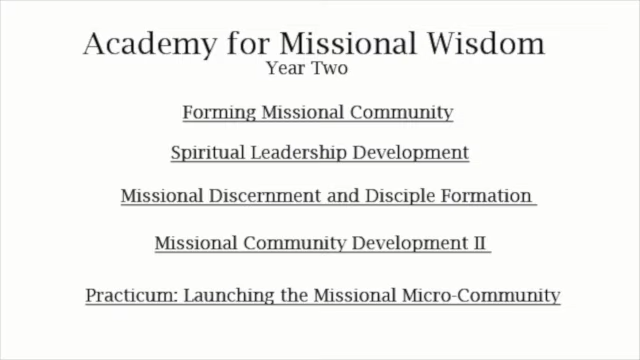 Academy for Missional Wisdom
Year Two
Forming Missional Community
Spiritual Leadership Development
Missional Discernment and Disciple Formation
Missional Community Development II
Practicum: Launching the Missional Micro-Community